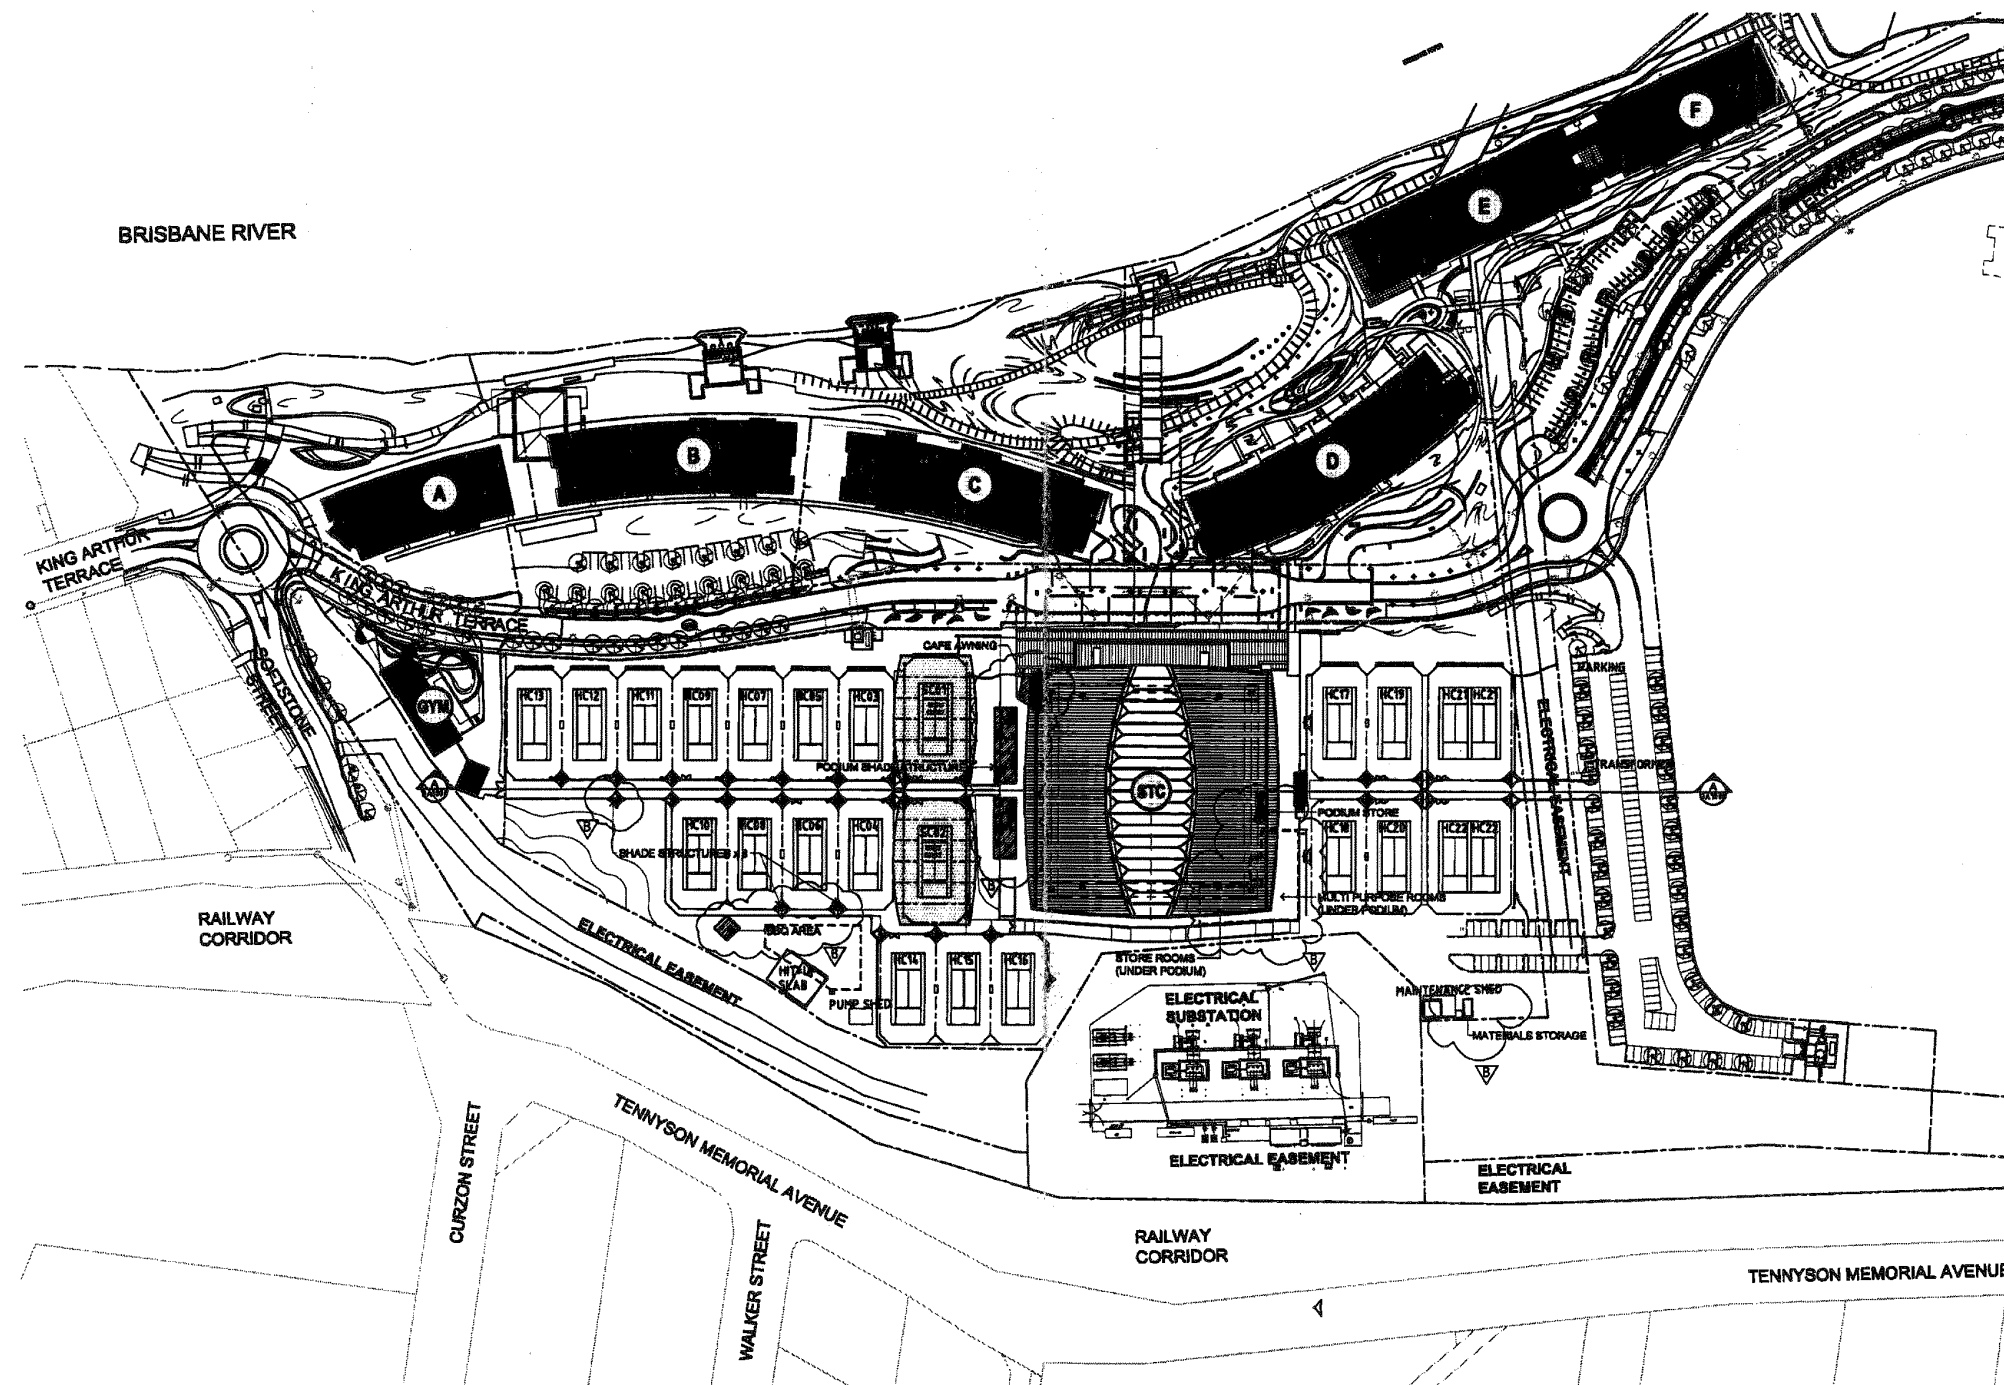 F
E
BRISBANE RIVER
D
B
C
A
KING ARTHUR
TERRACE
KING ARTHUR TERRACE
SOFTSTONE
STREET
CAFE AWNING
PARKING
GYM
HC13
HC12
HC11
HC09
HC07
HC05
HC03
SC01
HC17
HC19
HC21
HC21
ELECTRICAL EASEMENT
PODIUM SHADE STRUCTURE
TRANSFORMER
STC
A
A
PODIUM STORE
HC10
HC08
HC06
HC04
SC02
HC18
HC20
HC22
HC22
B
SHADE STRUCTURES x 3
B
MULTI PURPOSE ROOMS
(UNDER PODIUM)
RAILWAY
CORRIDOR
ELECTRICAL EASEMENT
BBQ AREA
B
HIT-UP
SLAB
PUMP SHED
HC14
HC15
HC16
STORE ROOMS
(UNDER PODIUM)
B
ELECTRICAL
SUBSTATION
MAINTENANCE SHED
MATERIALS STORAGE
B
CURZON STREET
TENNYSON MEMORIAL AVENUE
ELECTRICAL EASEMENT
ELECTRICAL
EASEMENT
WALKER STREET
RAILWAY
CORRIDOR
TENNYSON MEMORIAL AVENUE